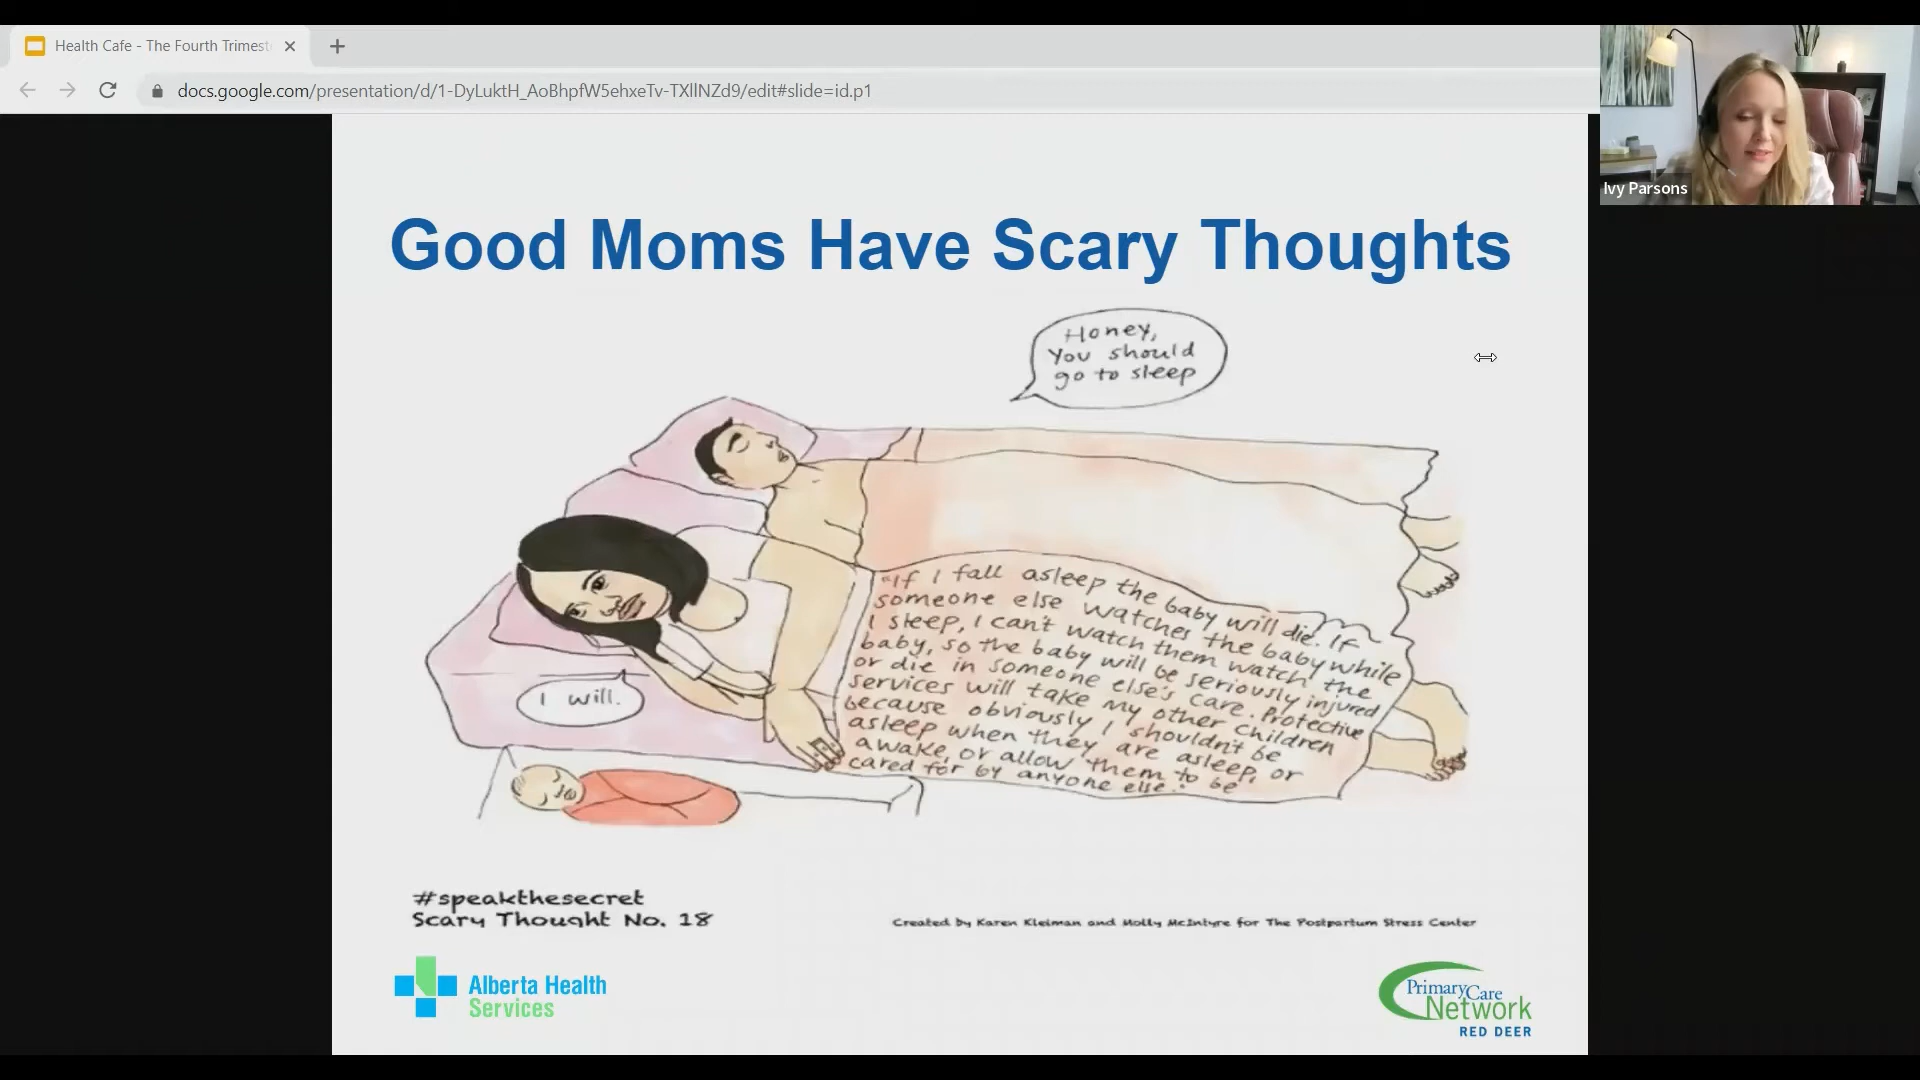 Health Cafe - The Fourth Trimest
docs.google.com/presentation/d/1-DyLuktH_AoBhpfW5ehxeTv-TXllNZd9/edit#slide=id.p1
Ivy Parsons
Good Moms Have Scary Thoughts
Honey,
You should
go to sleep
"If I fall asleep the baby will die. If
someone else watches the baby while
I sleep, I can't watch them watch the
baby, so the baby will be seriously injured
or die in someone else's care. Protective
services will take my other children
because obviously I shouldn't be
asleep when they are asleep, or
awake, or allow them to be
cared for by anyone else."
I will.
#speakthesecret
Scary Thought No. 18
Created by Karen Kleiman and Molly McIntyre for The Postpartum Stress Center
Alberta Health
Services
PrimaryCare
Network
RED DEER